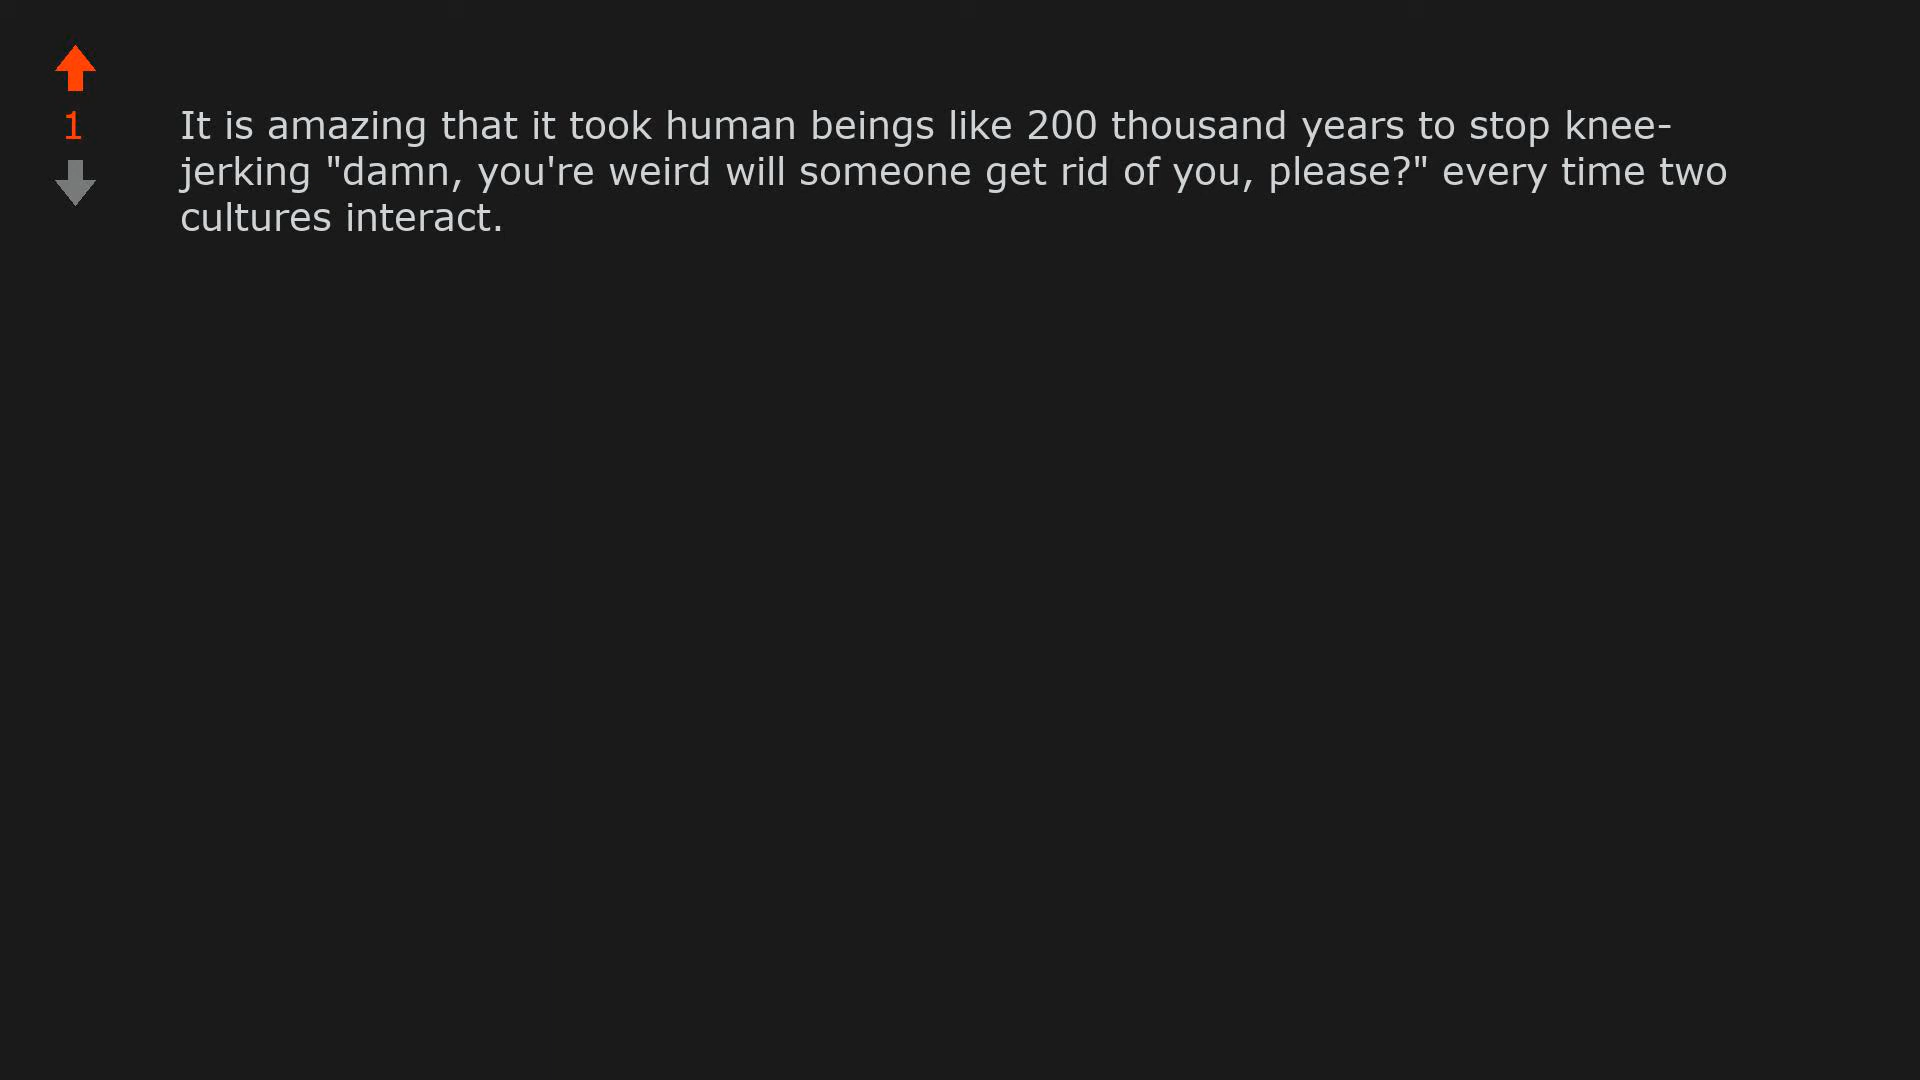 1
It is amazing that it took human beings like 200 thousand years to stop knee-
jerking "damn, you're weird will someone get rid of you, please?" every time two
cultures interact.